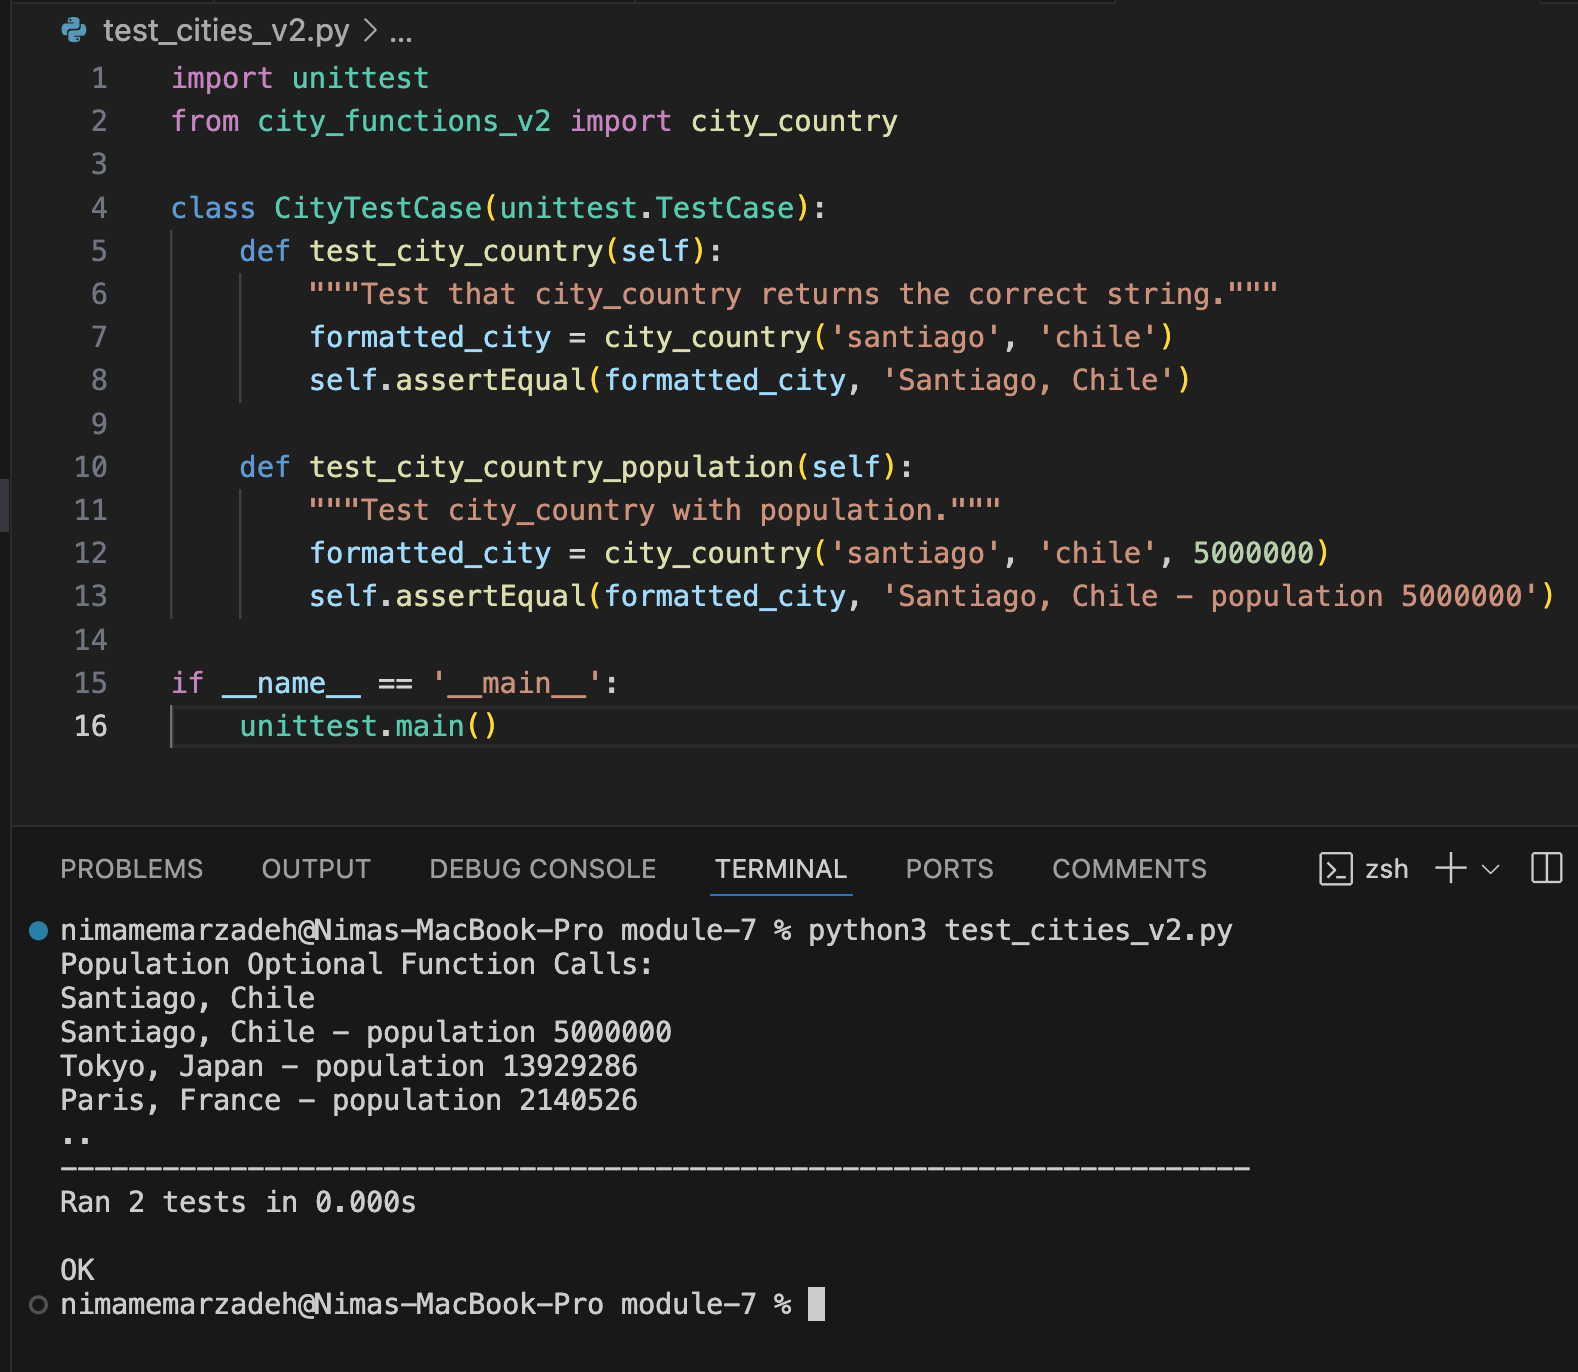 test_cities_v2.py > ...
1 import unittest
2 from city_functions_v2 import city_country
3
4 class CityTestCase(unittest.TestCase):
5     def test_city_country(self):
6         """Test that city_country returns the correct string."""
7         formatted_city = city_country('santiago', 'chile')
8         self.assertEqual(formatted_city, 'Santiago, Chile')
9
10     def test_city_country_population(self):
11         """Test city_country with population."""
12         formatted_city = city_country('santiago', 'chile', 5000000)
13         self.assertEqual(formatted_city, 'Santiago, Chile - population 5000000')
14
15 if __name__ == '__main__':
16     unittest.main()
PROBLEMS OUTPUT DEBUG CONSOLE TERMINAL PORTS COMMENTS zsh
nimamemarzadeh@Nimas-MacBook-Pro module-7 % python3 test_cities_v2.py
Population Optional Function Calls:
Santiago, Chile
Santiago, Chile - population 5000000
Tokyo, Japan - population 13929286
Paris, France - population 2140526
..
----------------------------------------------------------------------
Ran 2 tests in 0.000s
OK
nimamemarzadeh@Nimas-MacBook-Pro module-7 %